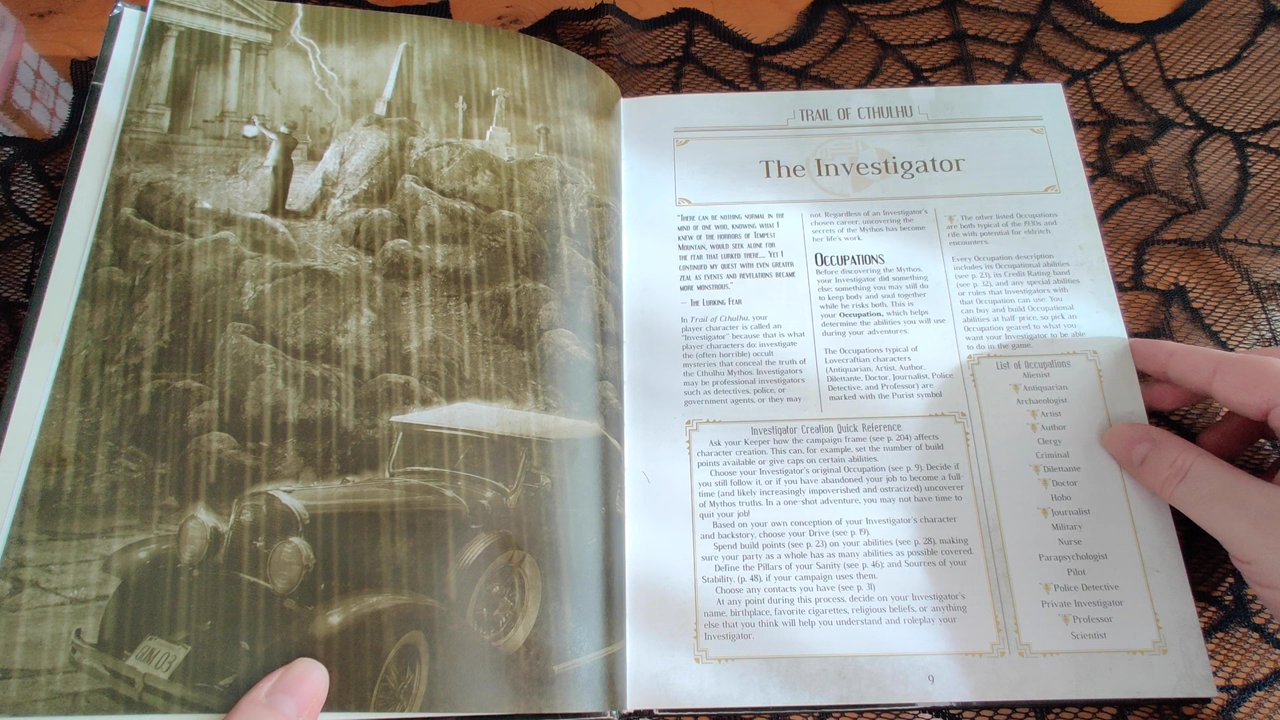 TRAIL OF CTHULHU
The Investigator
"There can be nothing normal in the
mind of one who, knowing what I
knew of the horrors of Tempest
Mountain, would seek alone for
the fear that lurked there.... Yet I
continued my quest with even greater
zeal as events and revelations became
more monstrous."
— The Lurking Fear
In Trail of Cthulhu, your
player character is called an
"Investigator" because that is what
player characters do: investigate
the (often horrible) occult
mysteries that conceal the truth of
the Cthulhu Mythos. Investigators
may be professional investigators
such as detectives, police, or
government agents, or they may
not. Regardless of an Investigator's
chosen career, uncovering the
secrets of the Mythos has become
her life's work.
Occupations
Before discovering the Mythos,
your Investigator did something
else; something you may still do
to keep body and soul together
while he risks both. This is
your Occupation, which helps
determine the abilities you will use
during your adventures.
The Occupations typical of
Lovecraftian characters
(Antiquarian, Artist, Author,
Dilettante, Doctor, Journalist, Police
Detective, and Professor) are
marked with the Purist symbol
. The other listed Occupations
are both typical of the 1930s and
rife with potential for eldritch
encounters.
Every Occupation description
includes its Occupational abilities
(see p. 23), its Credit Rating band
(see p. 32), and any special abilities
or rules that Investigators with
that Occupation can use. You
can buy and build Occupational
abilities at half price, so pick an
Occupation geared to what you
want your Investigator to be able
to do in the game.
Investigator Creation Quick Reference
Ask your Keeper how the campaign frame (see p. 204) affects
character creation. This can, for example, set the number of build
points available or give caps on certain abilities.
Choose your Investigator's original Occupation (see p. 9). Decide if
you still follow it, or if you have abandoned your job to become a full-
time (and likely increasingly impoverished and ostracized) uncoverer
of Mythos truths. In a one-shot adventure, you may not have time to
quit your job!
Based on your own conception of your Investigator's character
and backstory, choose your Drive (see p. 19).
Spend build points (see p. 23) on your abilities (see p. 28), making
sure your party as a whole has as many abilities as possible covered.
Define the Pillars of your Sanity (see p. 46); and Sources of your
Stability, (p. 48), if your campaign uses them.
Choose any contacts you have (see p. 31)
At any point during this process, decide on your Investigator's
name, birthplace, favorite cigarettes, religious beliefs, or anything
else that you think will help you understand and roleplay your
Investigator.
List of Occupations
Alienist
Antiquarian
Archaeologist
Artist
Author
Clergy
Criminal
Dilettante
Doctor
Hobo
Journalist
Military
Nurse
Parapsychologist
Pilot
Police Detective
Private Investigator
Professor
Scientist
9